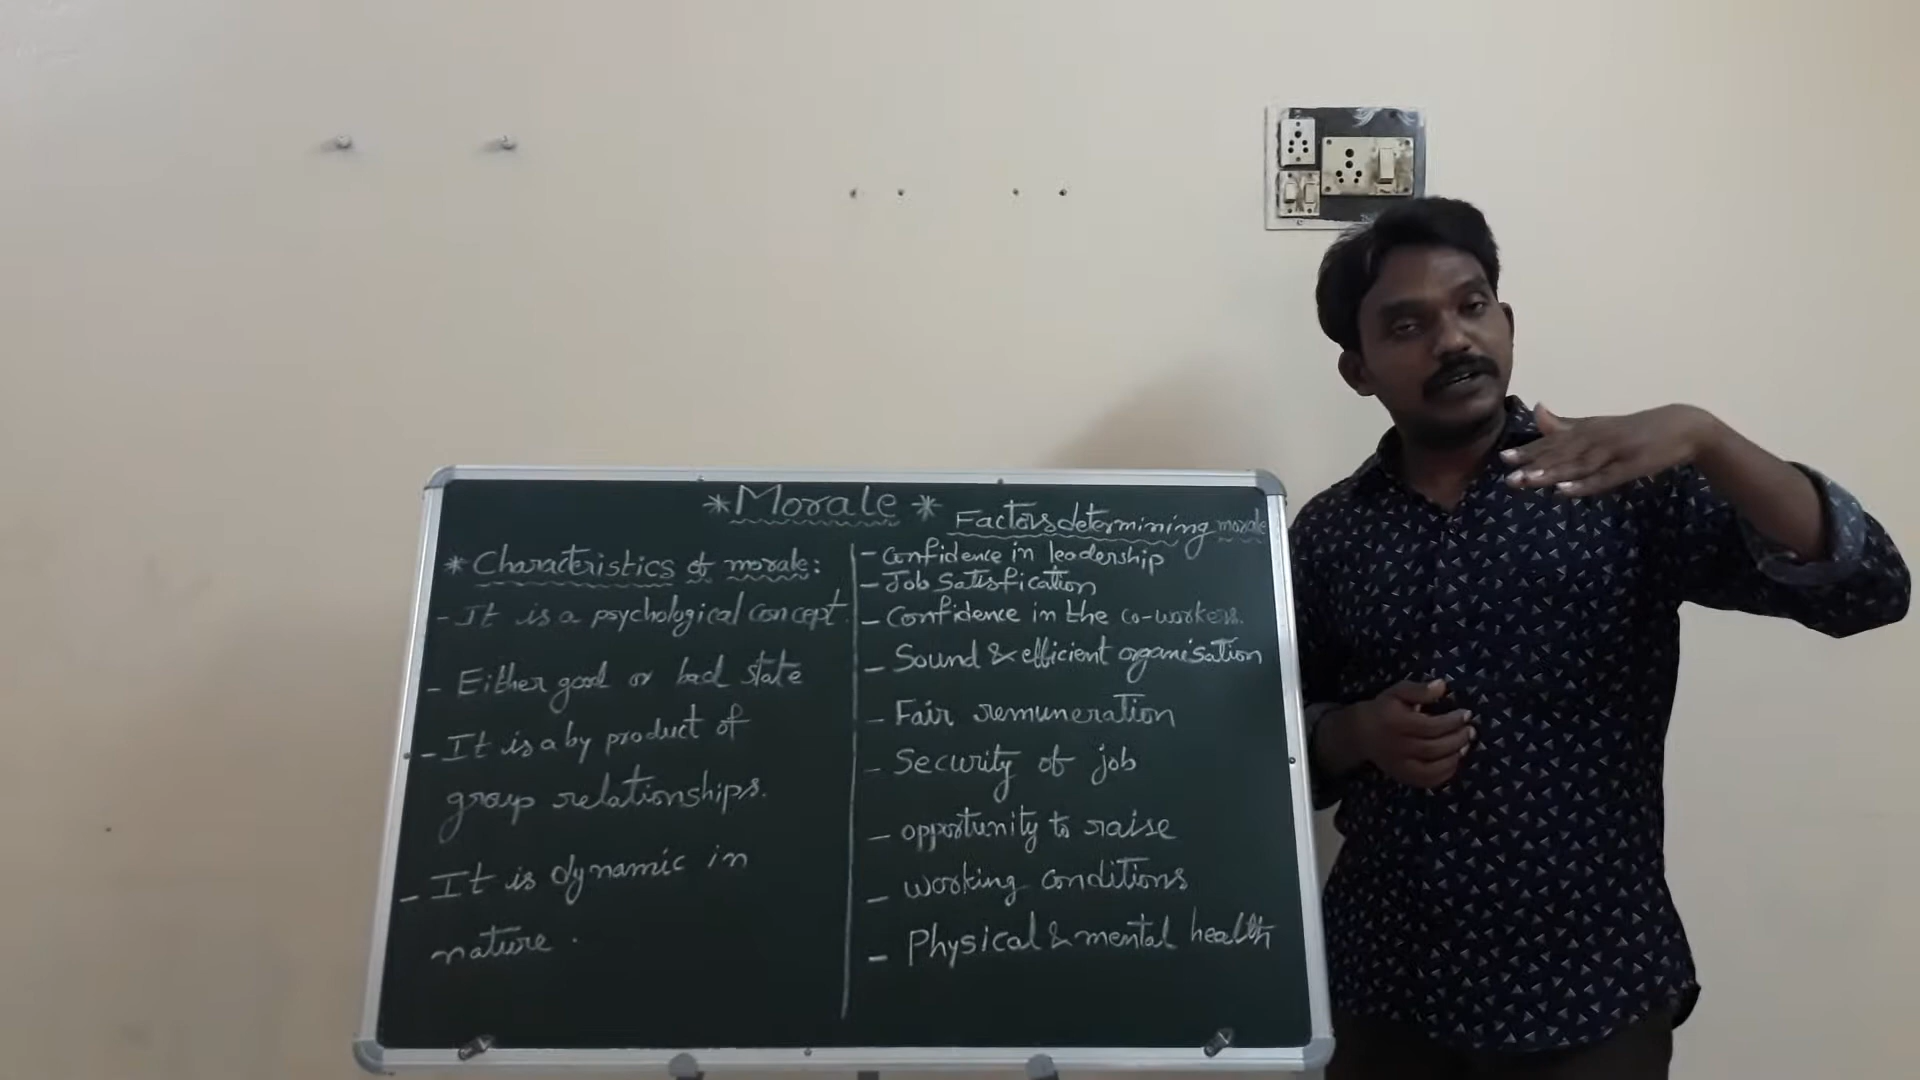 *Morale*
*Characteristics of morale:
- It is a psychological concept.
- Either good or bad state
- It is a by product of
group relationships.
- It is dynamic in
nature.
Factors determining morale
- Confidence in leadership
- Job Satisfication
- Confidence in the co-workers.
- Sound & efficient organisation
- Fair remuneration
- Security of job
- opportunity to raise
- working conditions
- Physical & mental health